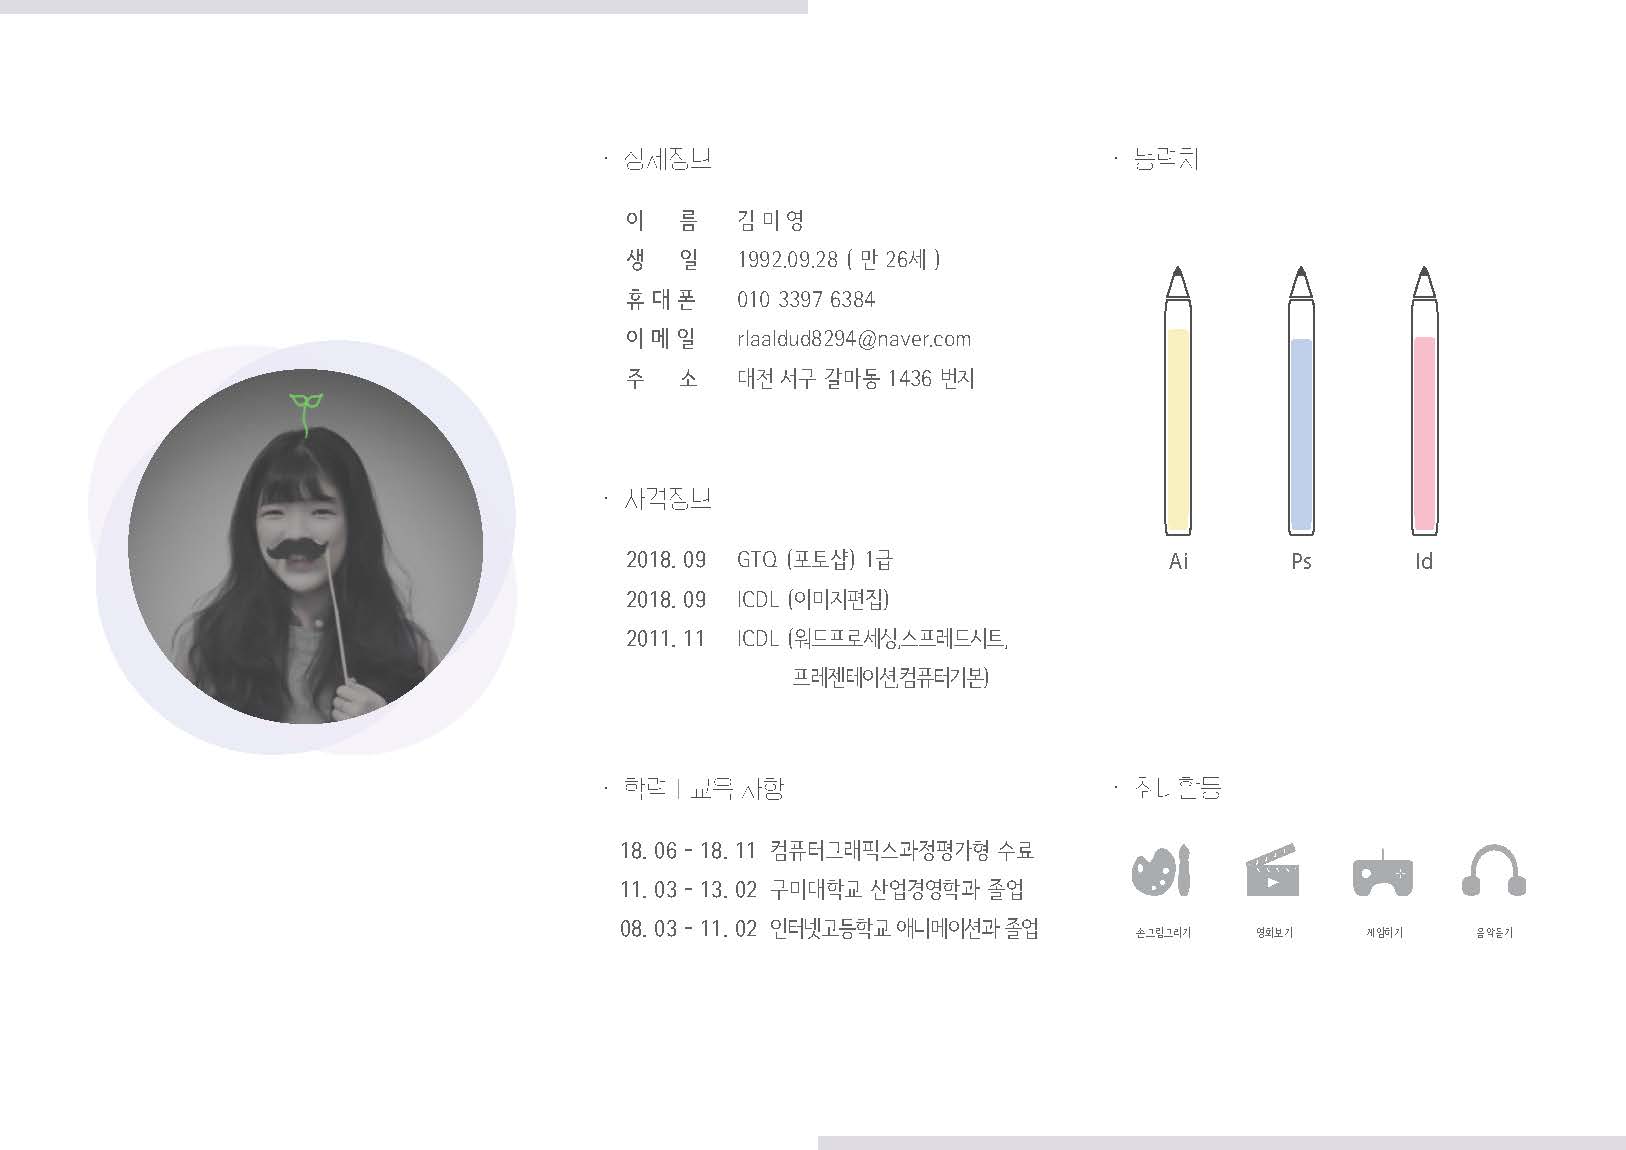 · 상세정보
이 름 김 미 영
생 일 1992.09.28 ( 만 26세 )
휴 대 폰 010 3397 6384
이 메 일 rlaaldud8294@naver.com
주 소 대전 서구 갈마동 1436 번지
· 자격정보
2018. 09 GTQ (포토샵) 1급
2018. 09 ICDL (이미지편집)
2011. 11 ICDL (워드프로세싱,스프레드시트,
프레젠테이션,컴퓨터기본)
· 학력 | 교육 사항
18. 06 - 18. 11 컴퓨터그래픽스과정평가형 수료
11. 03 - 13. 02 구미대학교 산업경영학과 졸업
08. 03 - 11. 02 인터넷고등학교 애니메이션과 졸업
· 능력치
Ai Ps Id
· 취미 활동
손그림그리기 영화보기 게임하기 음악듣기